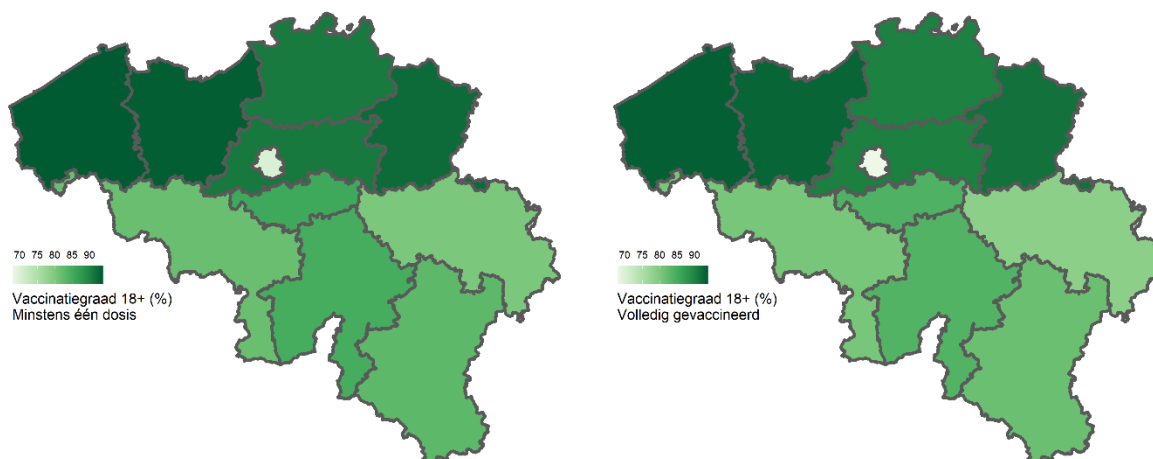 70 75 80 85 90
Vaccinatiegraad 18+ (%)
Minstens één dosis
70 75 80 85 90
Vaccinatiegraad 18+ (%)
Volledig gevaccineerd